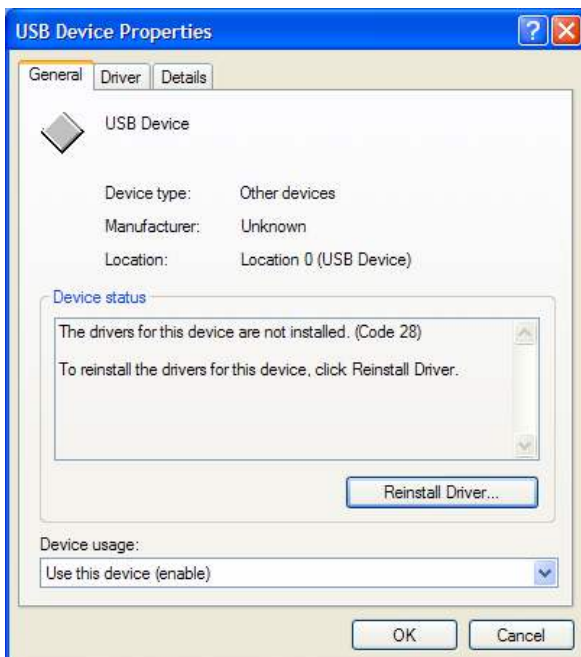 USB Device Properties
General Driver Details
USB Device
Device type: Other devices
Manufacturer: Unknown
Location: Location 0 (USB Device)
Device status
The drivers for this device are not installed. (Code 28)
To reinstall the drivers for this device, click Reinstall Driver.
Reinstall Driver...
Device usage:
Use this device (enable)
OK Cancel